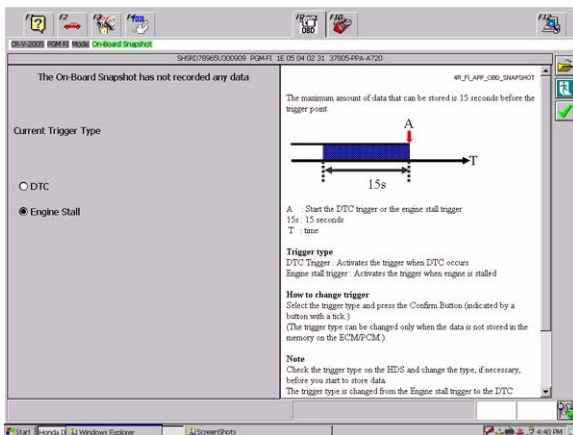 F2
F10
OBD
CR-V-2005 PGM-FI Mode On-Board Snapshot
SHSRD78965U300909 PGM-FI 1E 05 04 02 31 37805-PPA-A720
The On-Board Snapshot has not recorded any data
Current Trigger Type
DTC
Engine Stall
4R_FI_APP_OBD_SNAPSHOT
The maximum amount of data that can be stored is 15 seconds before the
trigger point.
A
T
15s
A : Start the DTC trigger or the engine stall trigger
15s : 15 seconds
T : time
Trigger type
DTC Trigger : Activates the trigger when DTC occurs
Engine stall trigger : Activates the trigger when engine is stalled
How to change trigger
Select the trigger type and press the Confirm Button (indicated by a
button with a tick.)
(The trigger type can be changed only when the data is not stored in the
memory on the ECM/PCM.)
Note
Check the trigger type on the HDS and change the type, if necessary,
before you start to store data.
The trigger type is changed from the Engine stall trigger to the DTC
Start Honda D Windows Explorer ScreenShots 4:40 PM